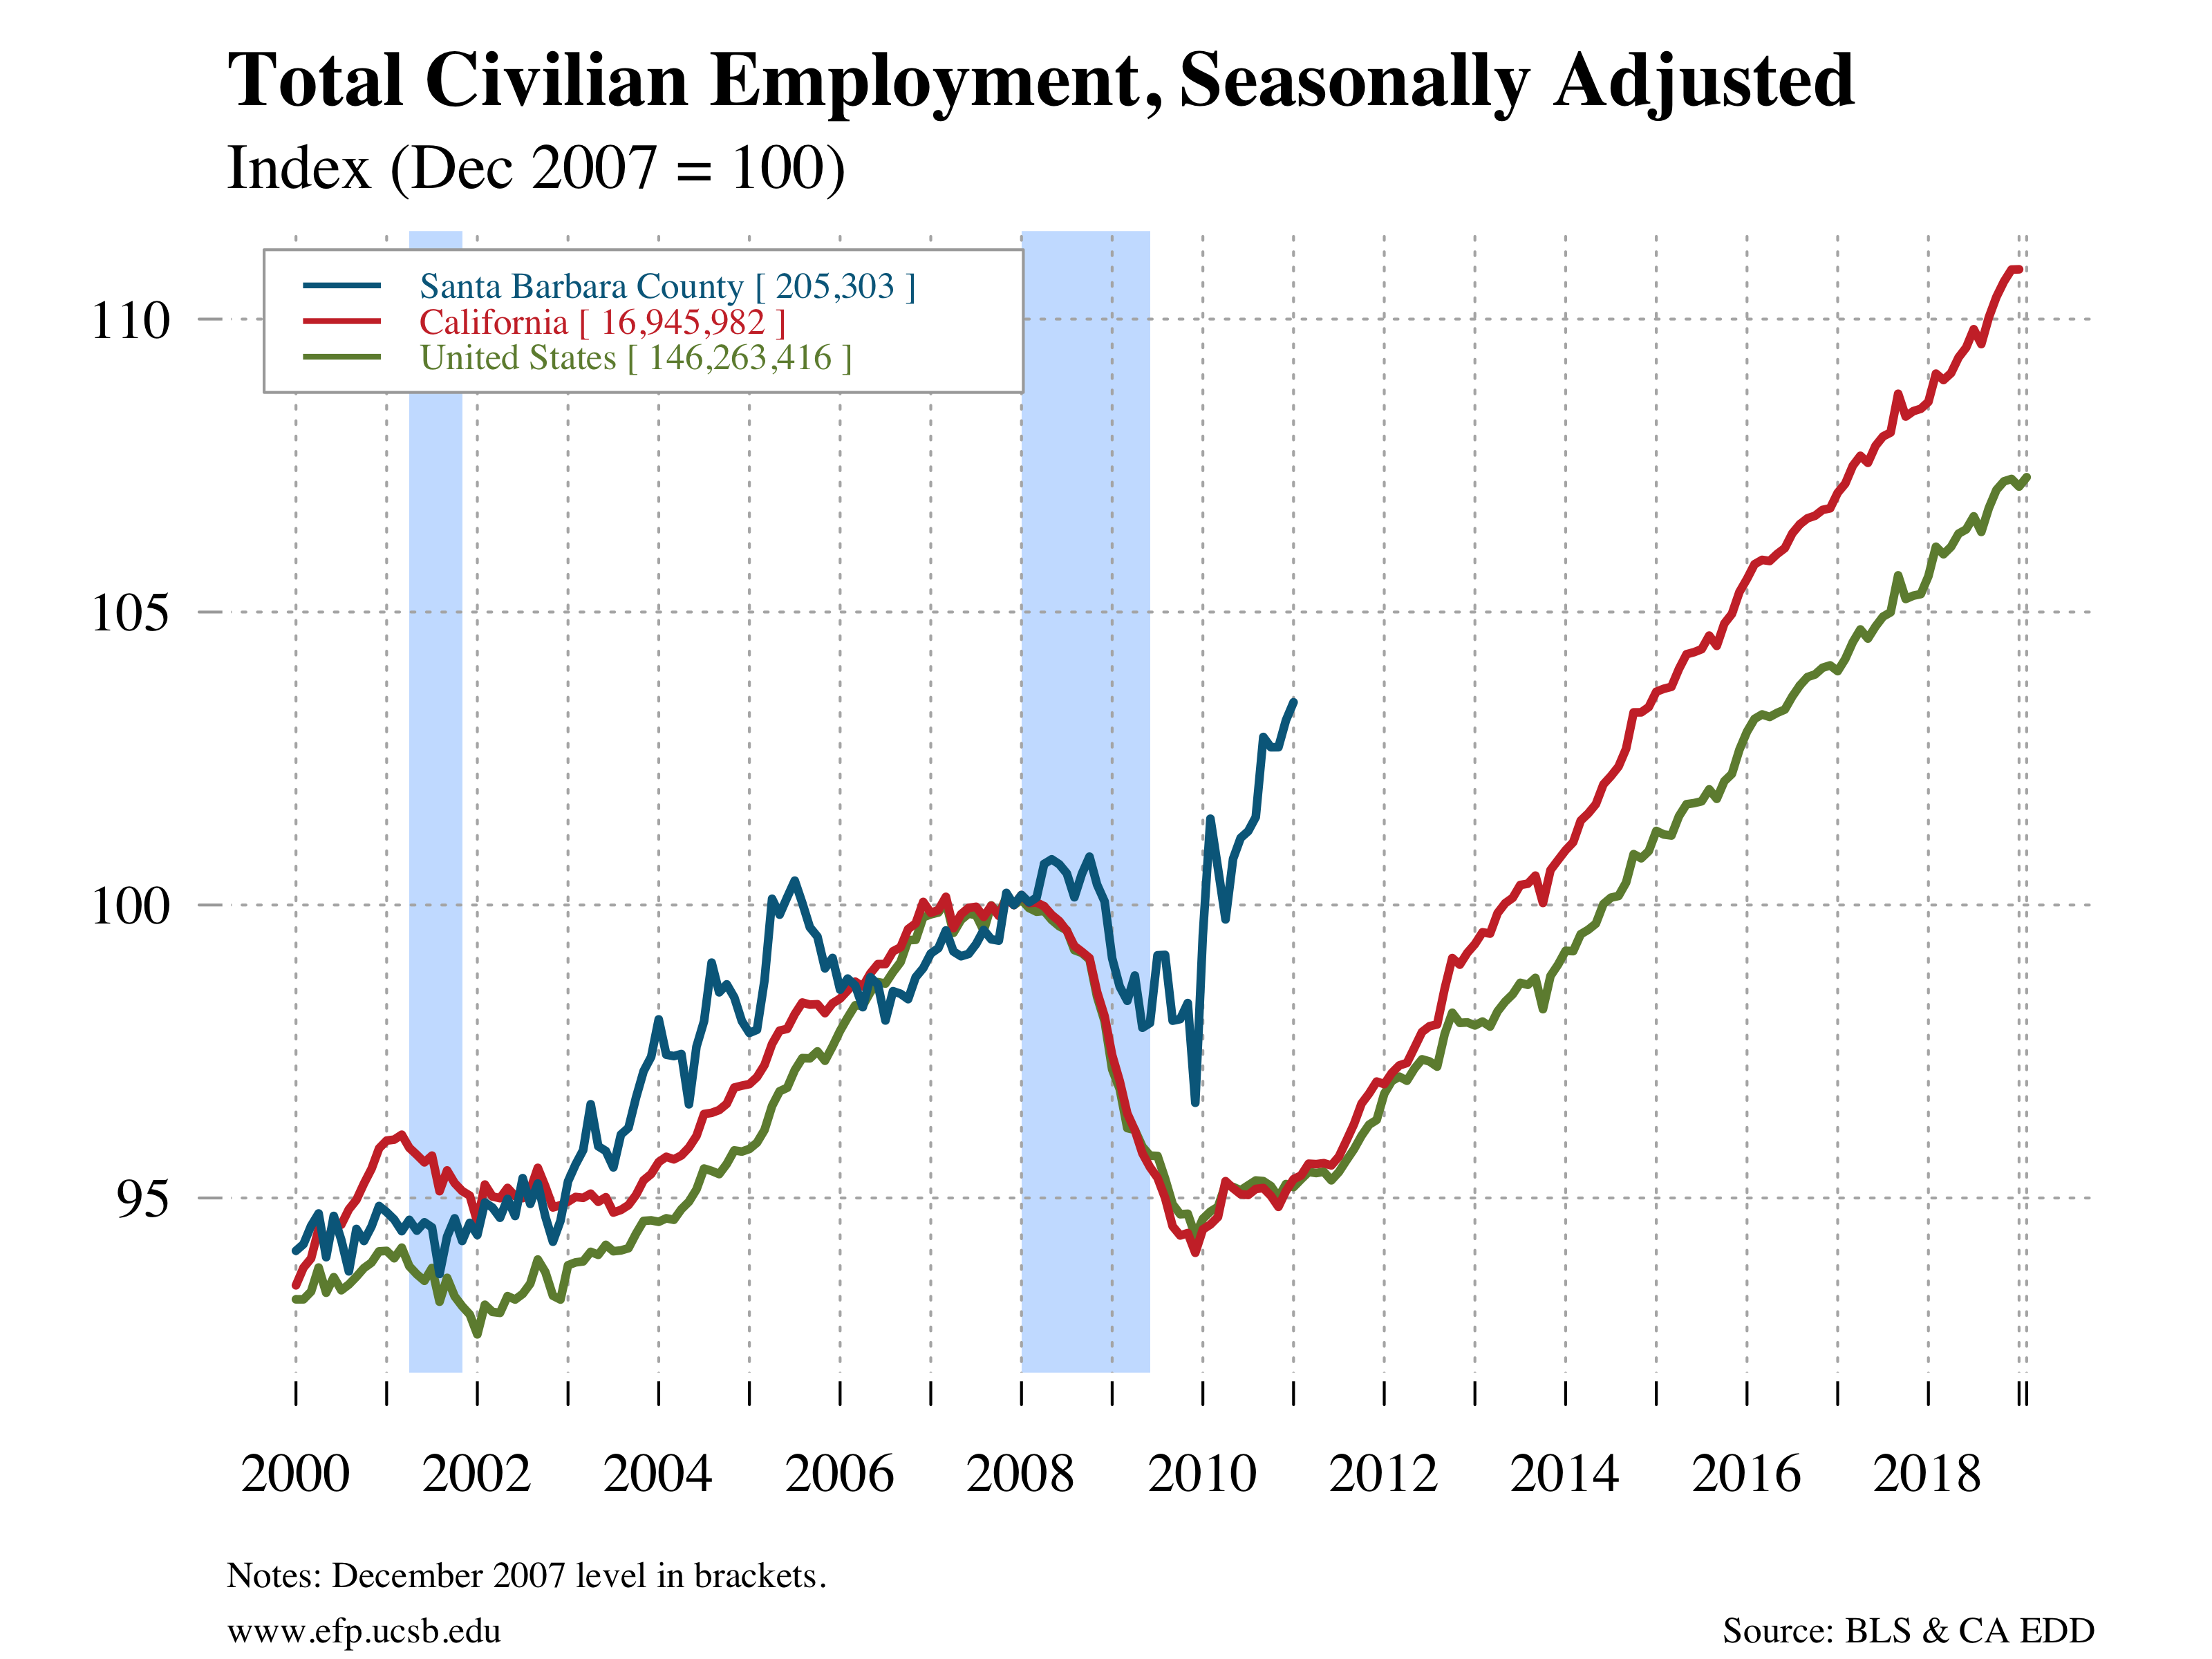 Total Civilian Employment, Seasonally Adjusted
Index (Dec 2007 = 100)
Santa Barbara County [ 205,303 ]
California [ 16,945,982 ]
United States [ 146,263,416 ]
110
105
100
95
2000 2002 2004 2006 2008 2010 2012 2014 2016 2018
Notes: December 2007 level in brackets.
www.efp.ucsb.edu Source: BLS & CA EDD